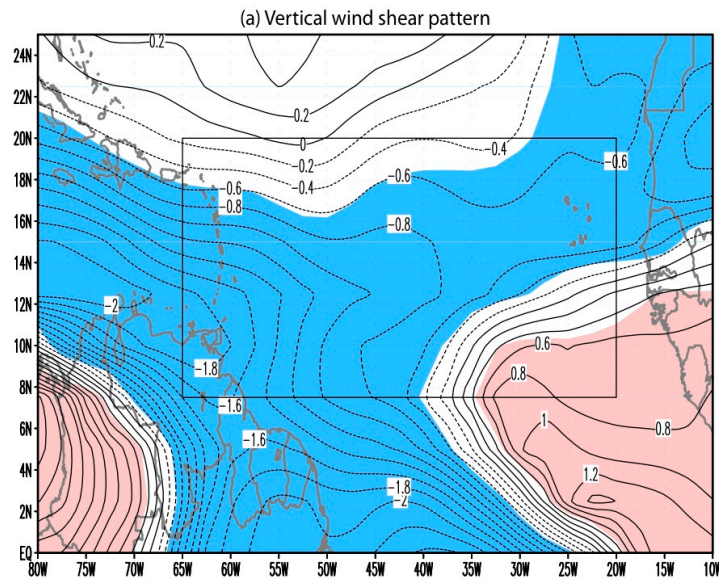 (a) Vertical wind shear pattern
24N
0.2
22N
0.2
20N
0
-0.4
-0.2
-0.6
18N
-0.6
-0.4
-0.6
-0.8
16N
-0.8
14N
12N
-2
10N
0.6
-1.8
0.8
8N
-1.6
1
6N
-1.6
0.8
4N
1.2
-1.8
2N
-2
EQ
80W 75W 70W 65W 60W 55W 50W 45W 40W 35W 30W 25W 20W 15W 10W